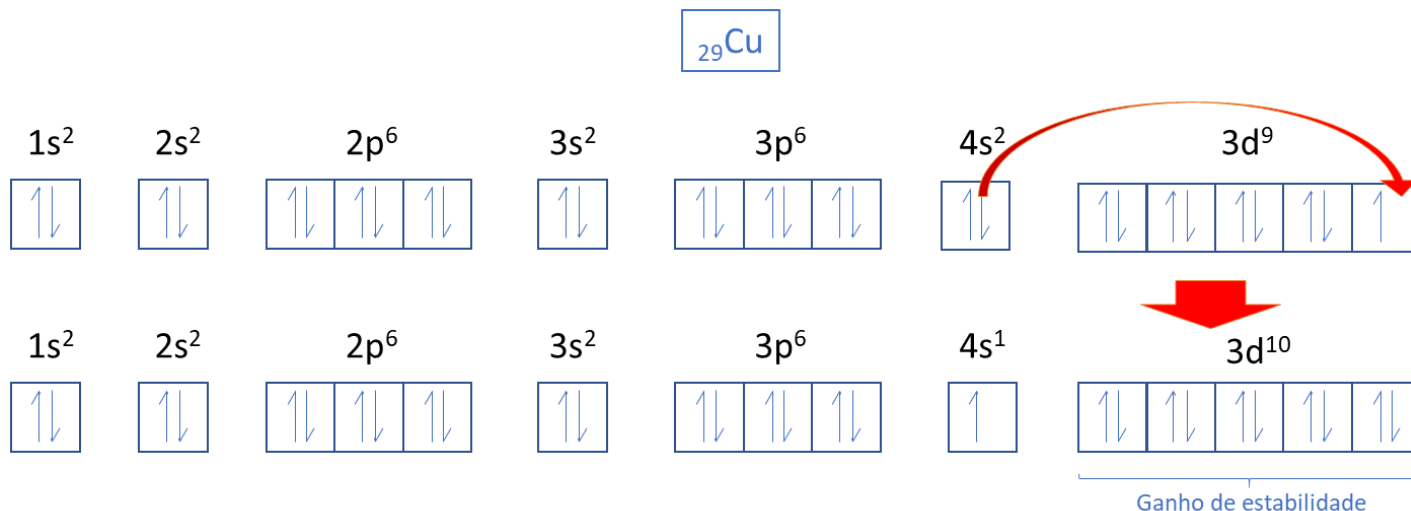 ₂₉Cu
1s² 2s² 2p⁶ 3s² 3p⁶ 4s² 3d⁹
1s² 2s² 2p⁶ 3s² 3p⁶ 4s¹ 3d¹⁰
Ganho de estabilidade